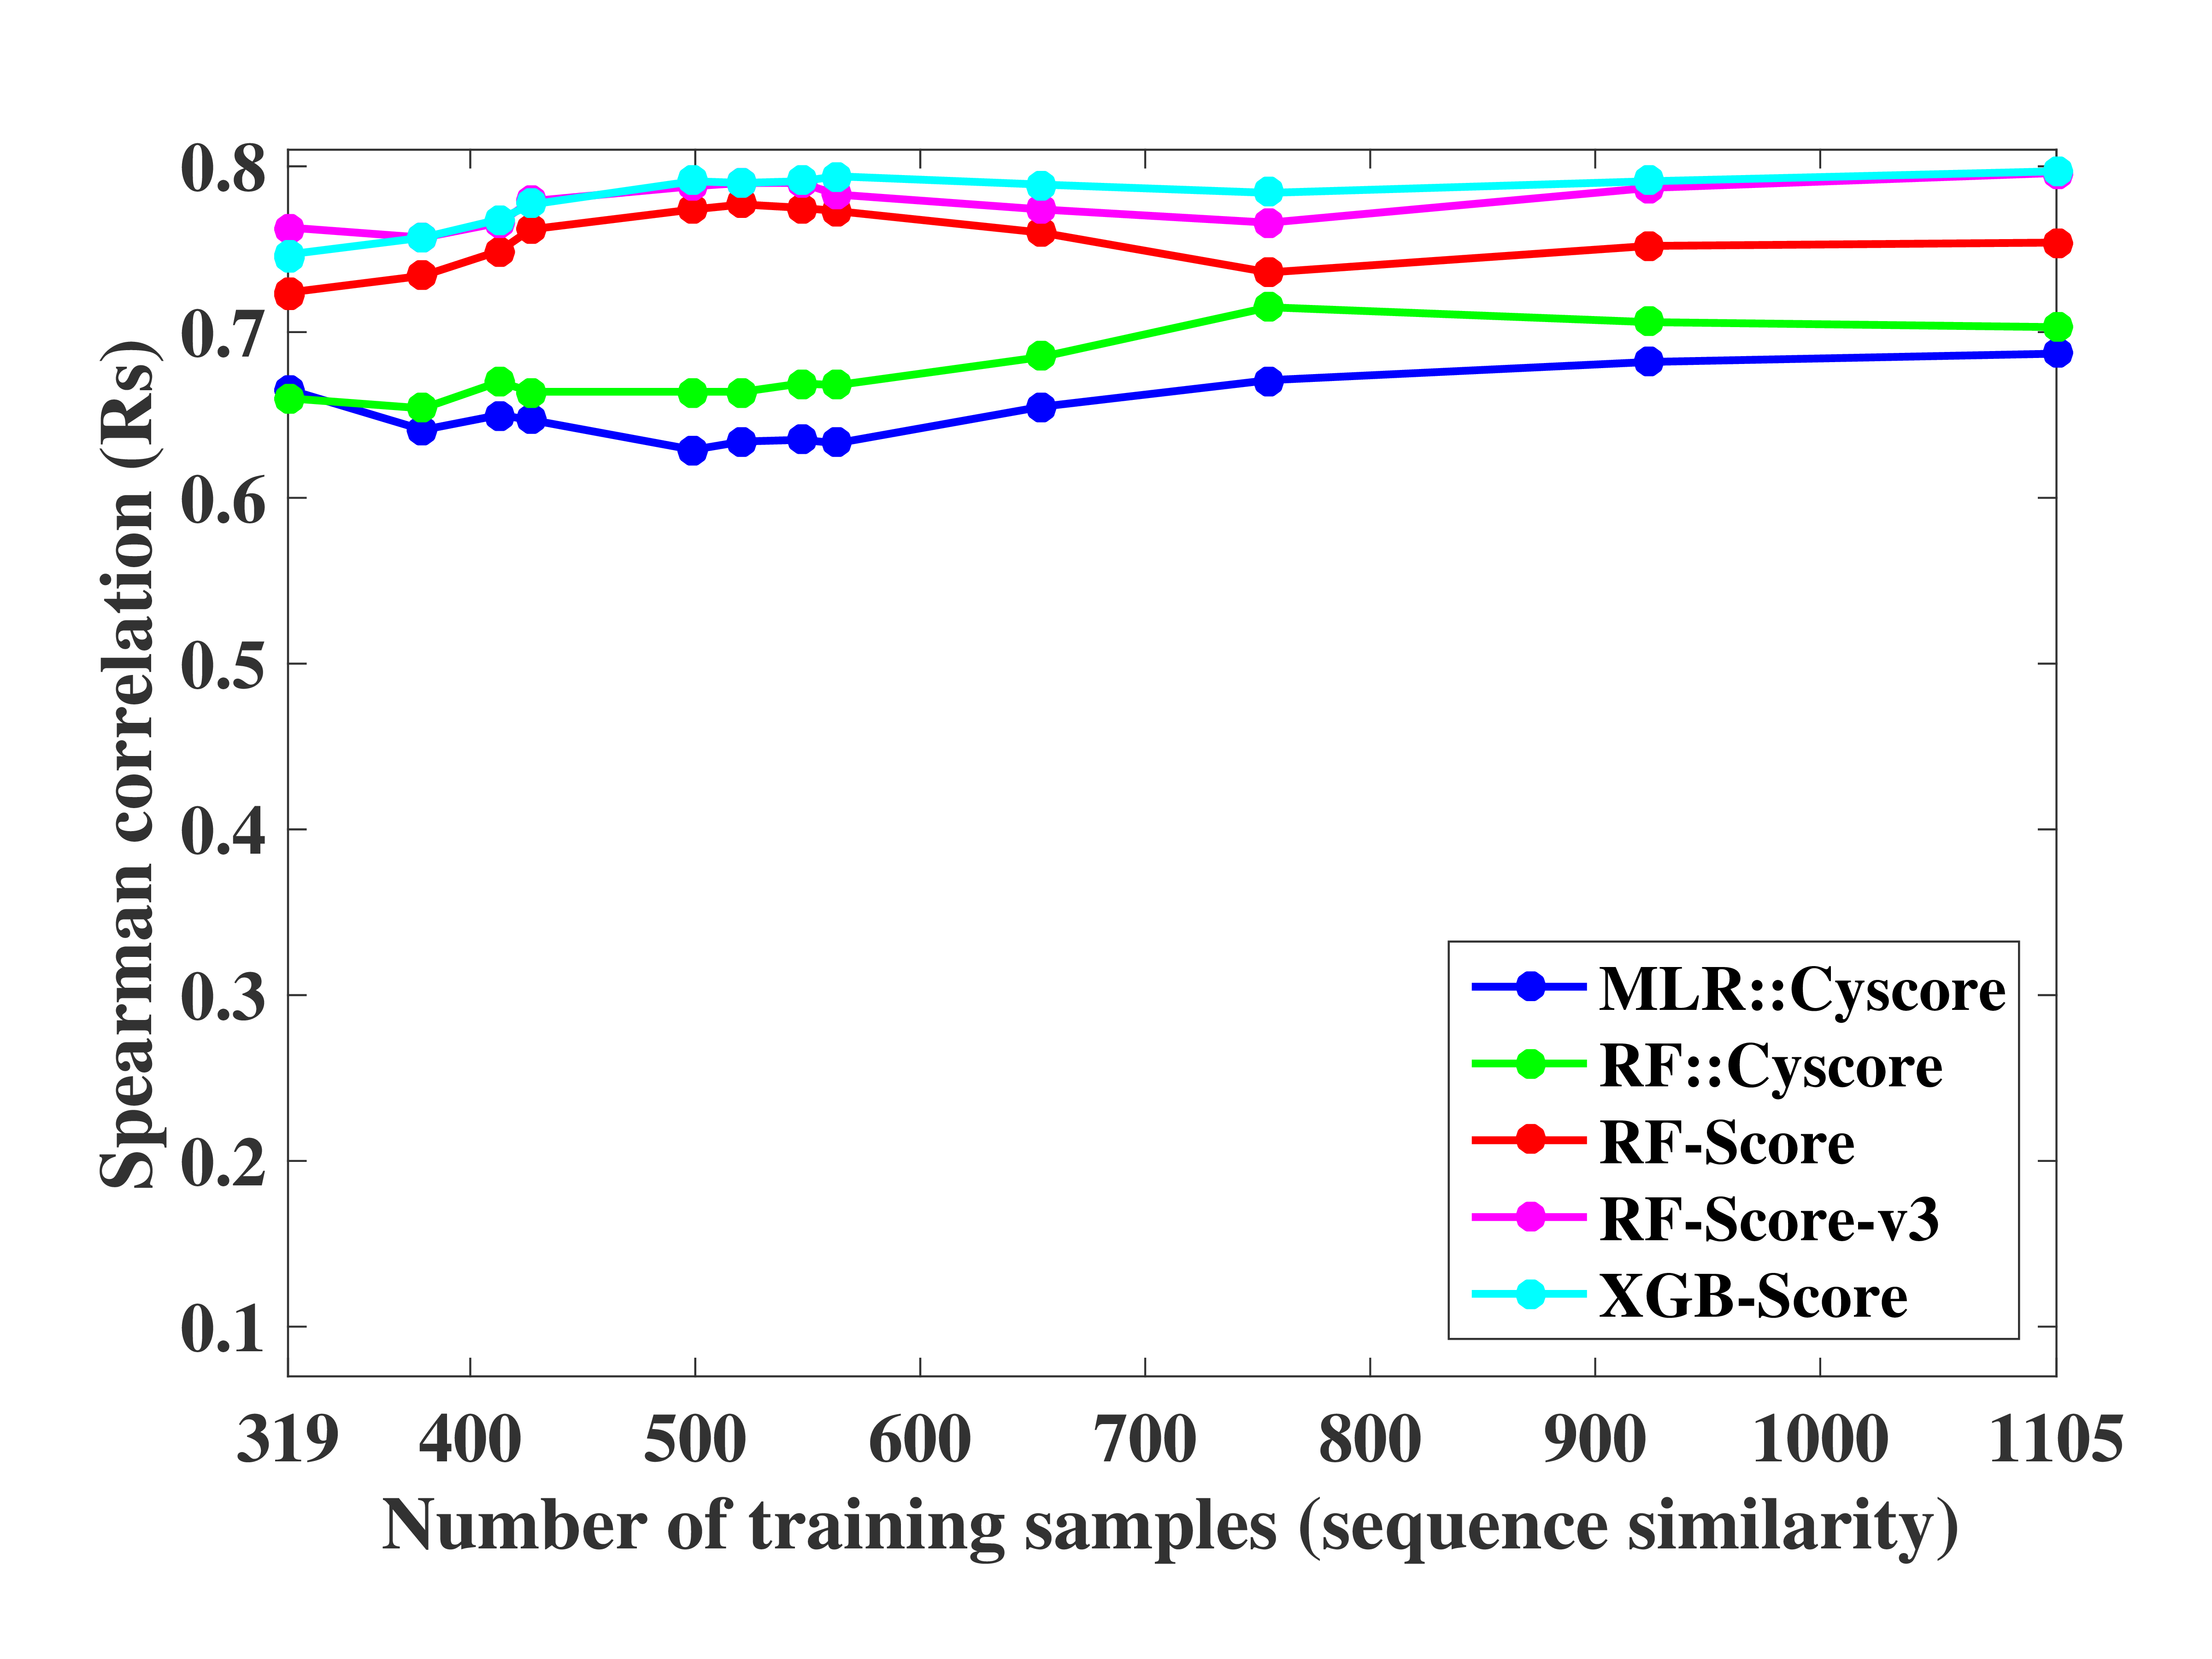 Spearman correlation (Rs)
0.8
0.7
0.6
0.5
0.4
0.3
0.2
0.1
319 400 500 600 700 800 900 1000 1105
Number of training samples (sequence similarity)
MLR::Cyscore
RF::Cyscore
RF-Score
RF-Score-v3
XGB-Score